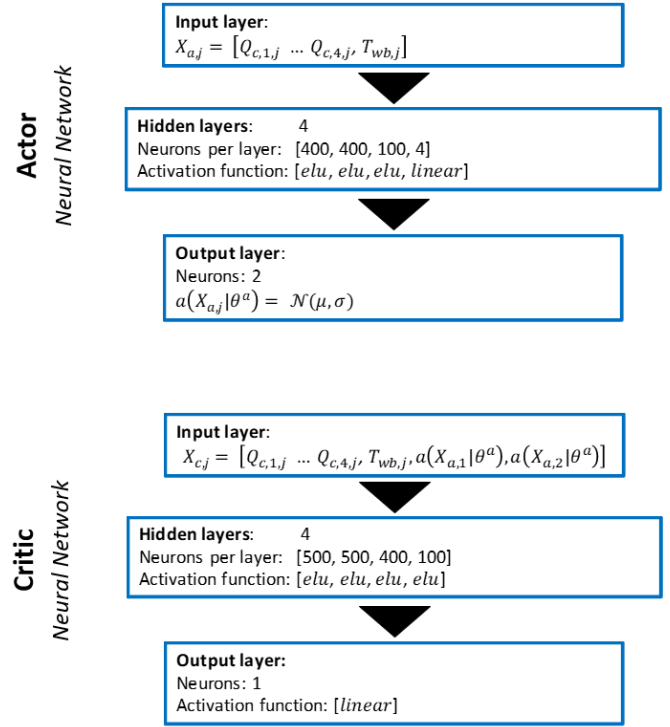 Actor
Neural Network
Input layer:
X_{a,j} = [Q_{c,1,j} … Q_{c,4,j}, T_{wb,j}]
Hidden layers: 4
Neurons per layer: [400, 400, 100, 4]
Activation function: [elu, elu, elu, linear]
Output layer:
Neurons: 2
a(X_{a,j}|θ^a) = 𝒩(μ, σ)
Critic
Neural Network
Input layer:
X_{c,j} = [Q_{c,1,j} … Q_{c,4,j}, T_{wb,j}, a(X_{a,1}|θ^a), a(X_{a,2}|θ^a)]
Hidden layers: 4
Neurons per layer: [500, 500, 400, 100]
Activation function: [elu, elu, elu, elu]
Output layer:
Neurons: 1
Activation function: [linear]